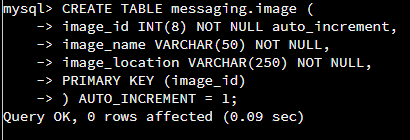 mysql> CREATE TABLE messaging.image (
    -> image_id INT(8) NOT NULL auto_increment,
    -> image_name VARCHAR(50) NOT NULL,
    -> image_location VARCHAR(250) NOT NULL,
    -> PRIMARY KEY (image_id)
    -> ) AUTO_INCREMENT = 1;
Query OK, 0 rows affected (0.09 sec)